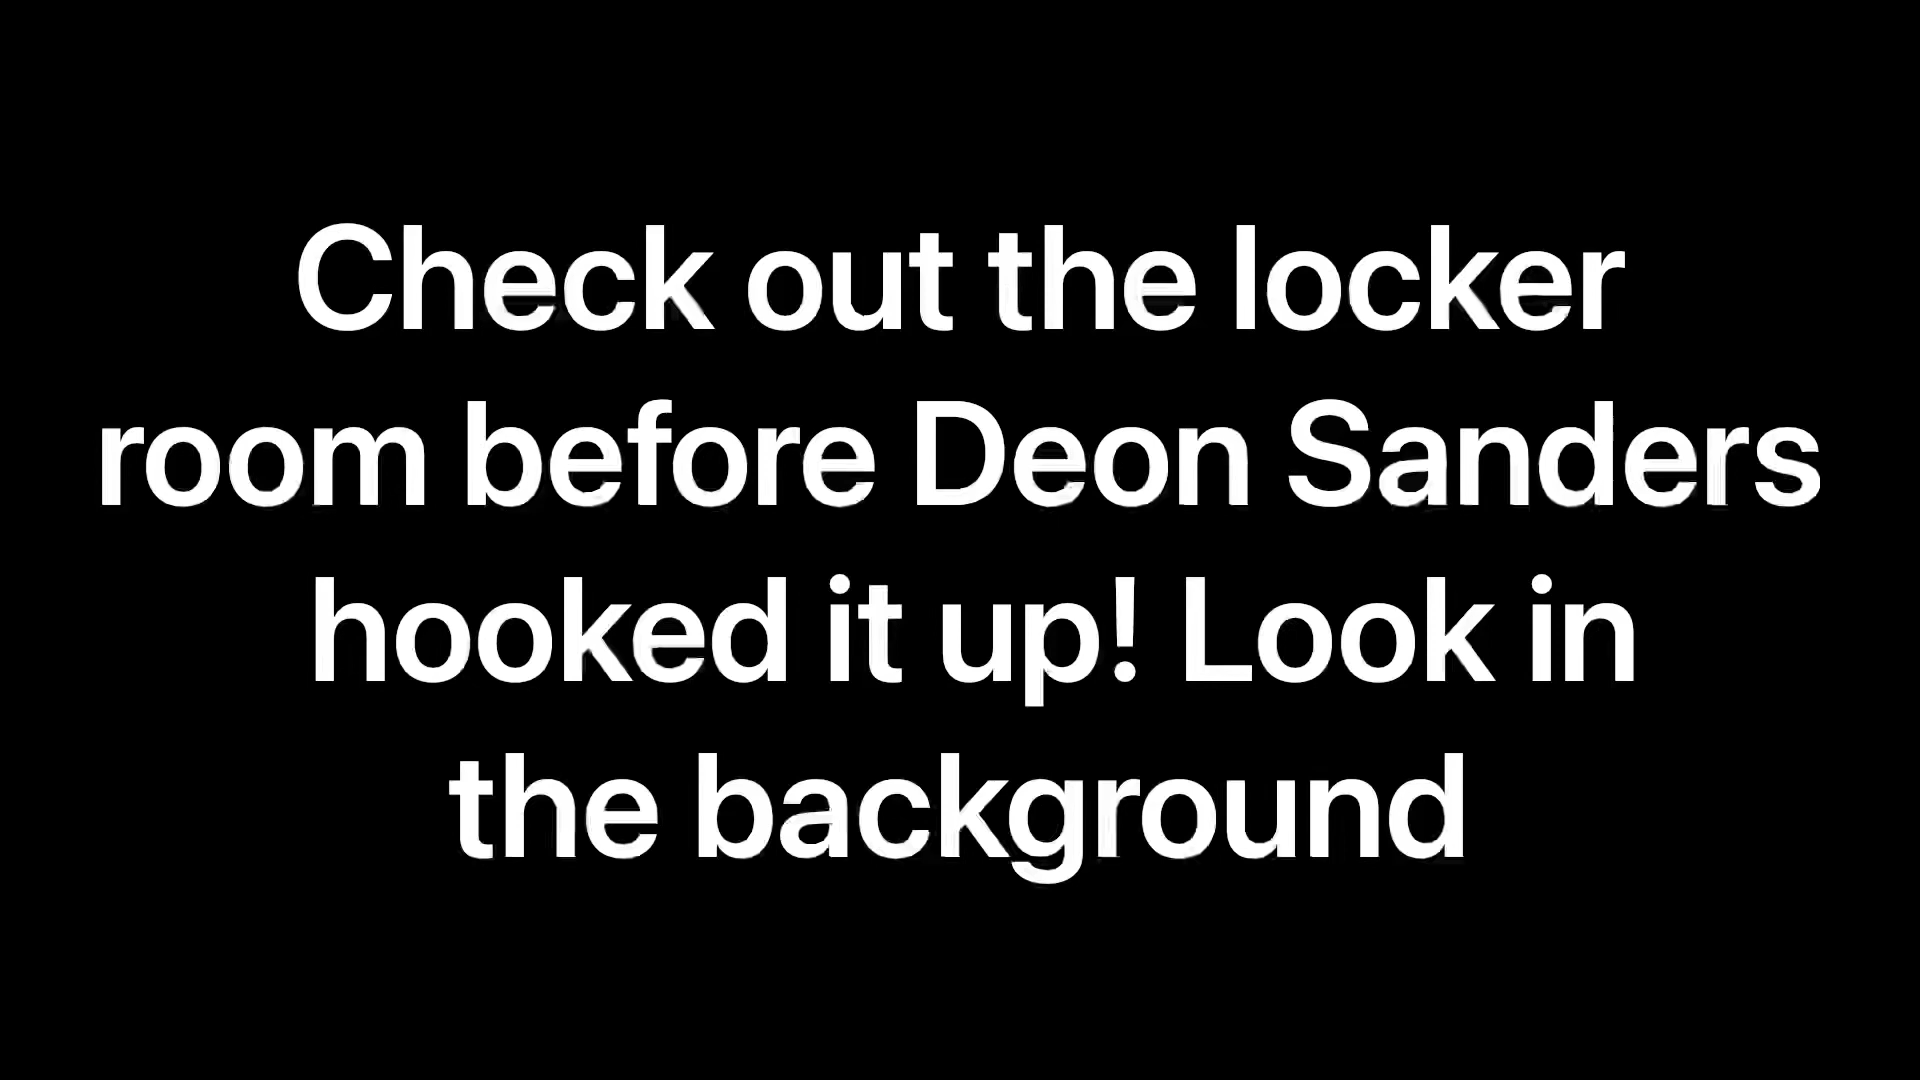 Check out the locker
room before Deon Sanders
hooked it up! Look in
the background